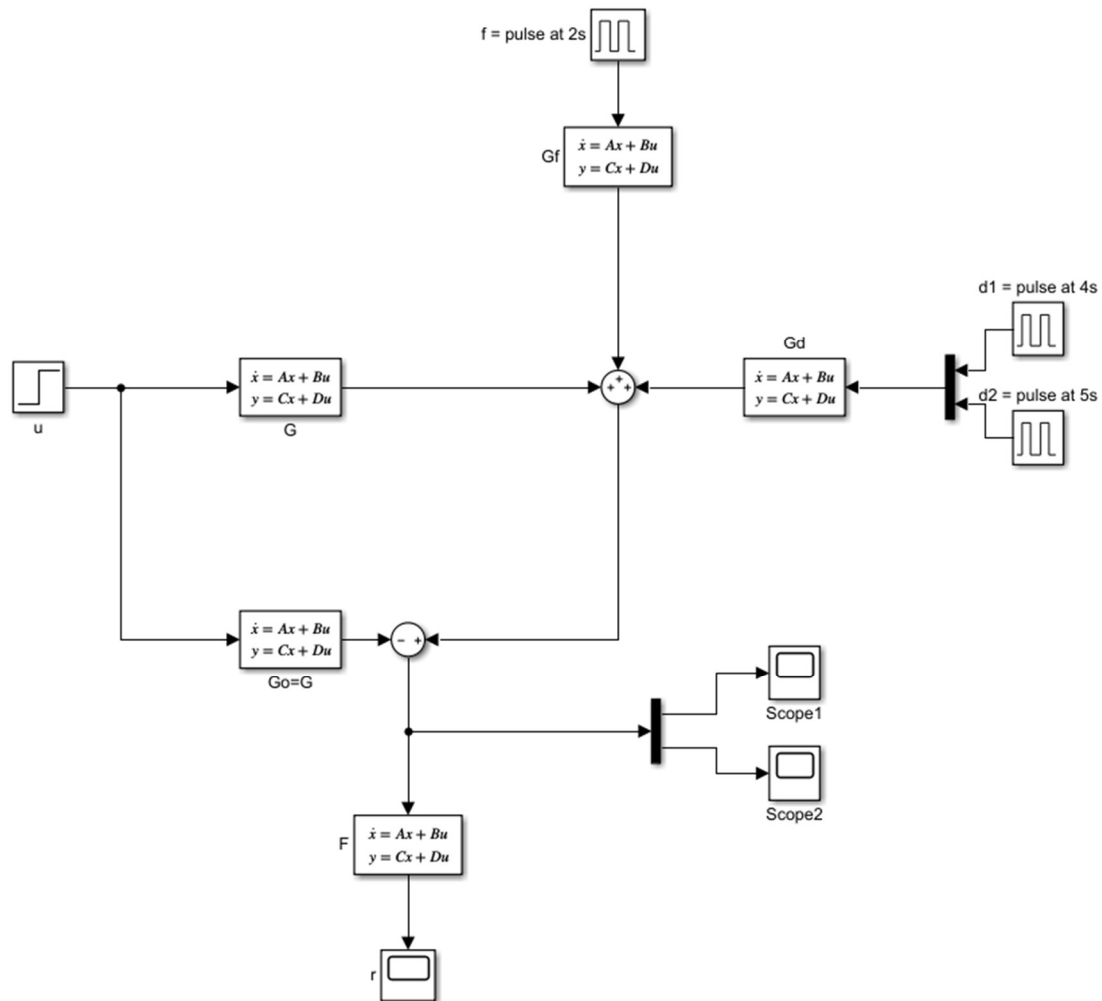 f = pulse at 2s
Gf
ẋ = Ax + Bu
y = Cx + Du
d1 = pulse at 4s
Gd
ẋ = Ax + Bu
y = Cx + Du
d2 = pulse at 5s
u
ẋ = Ax + Bu
y = Cx + Du
G
+ + +
ẋ = Ax + Bu
y = Cx + Du
Go=G
− +
Scope1
Scope2
F
ẋ = Ax + Bu
y = Cx + Du
r